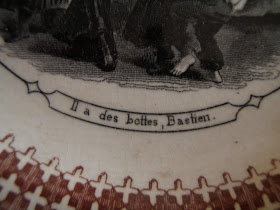 Il a des bottes, Bastien.